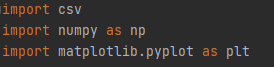 import csv
import numpy as np
import matplotlib.pyplot as plt